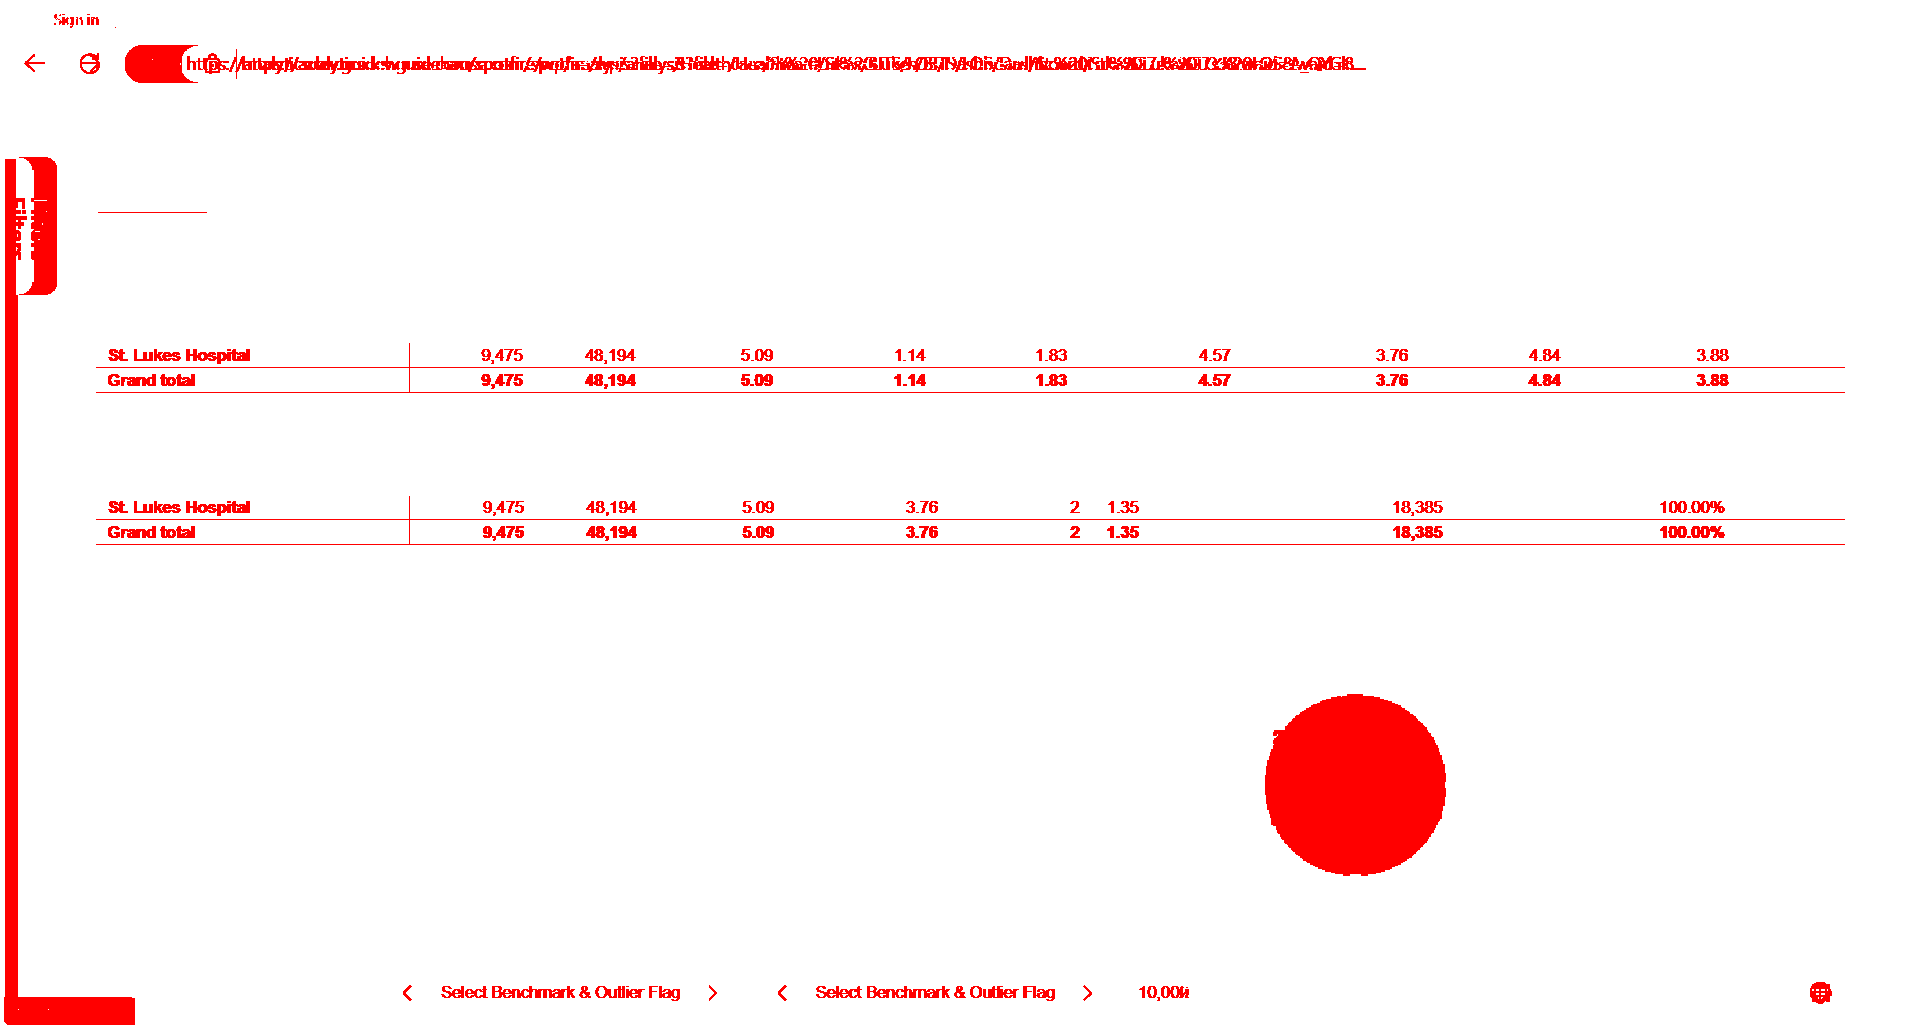 Sign in
Filters
St. Lukes Hospital 9,475 48,194 5.09 1.14 1.83 4.57 3.76 4.84 3.88
Grand total 9,475 48,194 5.09 1.14 1.83 4.57 3.76 4.84 3.88
St. Lukes Hospital 9,475 48,194 5.09 3.76 2 1.35 18,385 100.00%
Grand total 9,475 48,194 5.09 3.76 2 1.35 18,385 100.00%
Select Benchmark & Outlier Flag Select Benchmark & Outlier Flag